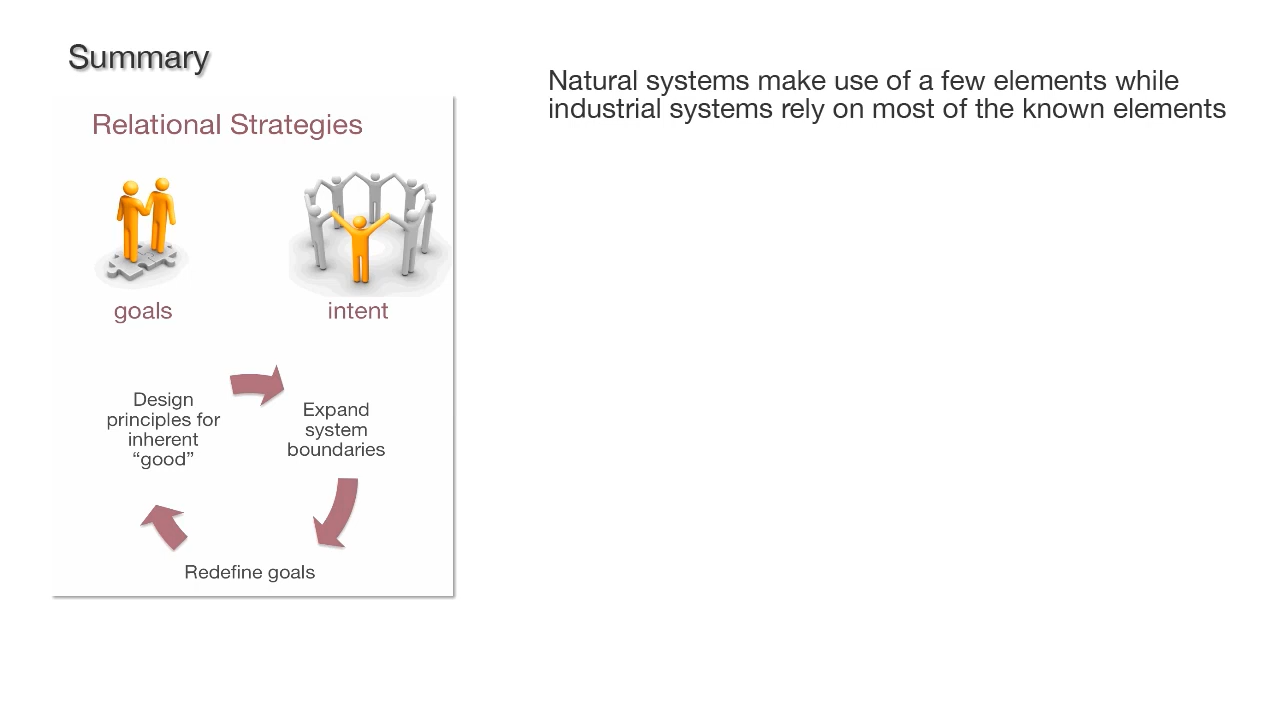 Summary
Relational Strategies
goals
intent
Design
principles for
inherent
“good”
Expand
system
boundaries
Redefine goals
Natural systems make use of a few elements while
industrial systems rely on most of the known elements